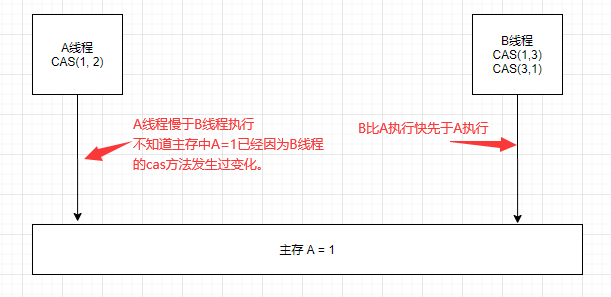 A线程
CAS(1, 2)
B线程
CAS(1,3)
CAS(3,1)
A线程慢于B线程执行
不知道主存中A=1已经因为B线程
的cas方法发生过变化。
B比A执行快先于A执行
主存 A = 1